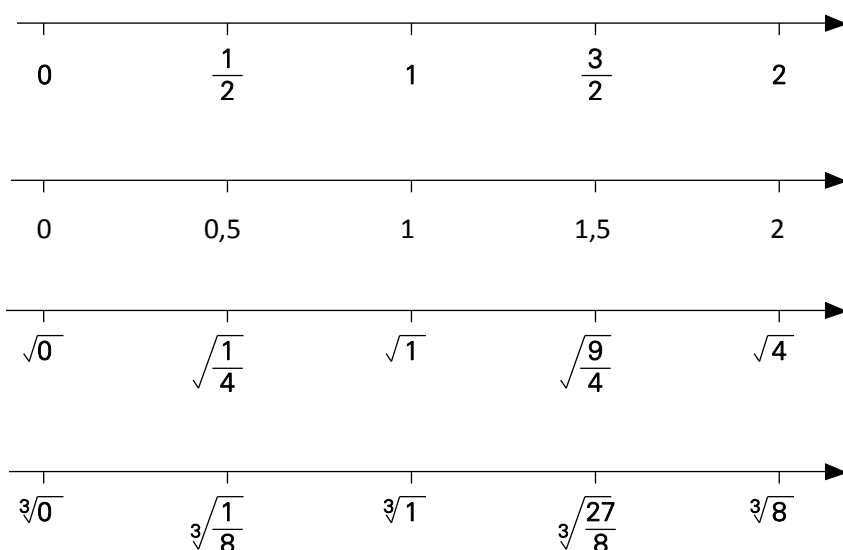 0 1/2 1 3/2 2
0 0,5 1 1,5 2
√0 √(1/4) √1 √(9/4) √4
∛0 ∛(1/8) ∛1 ∛(27/8) ∛8